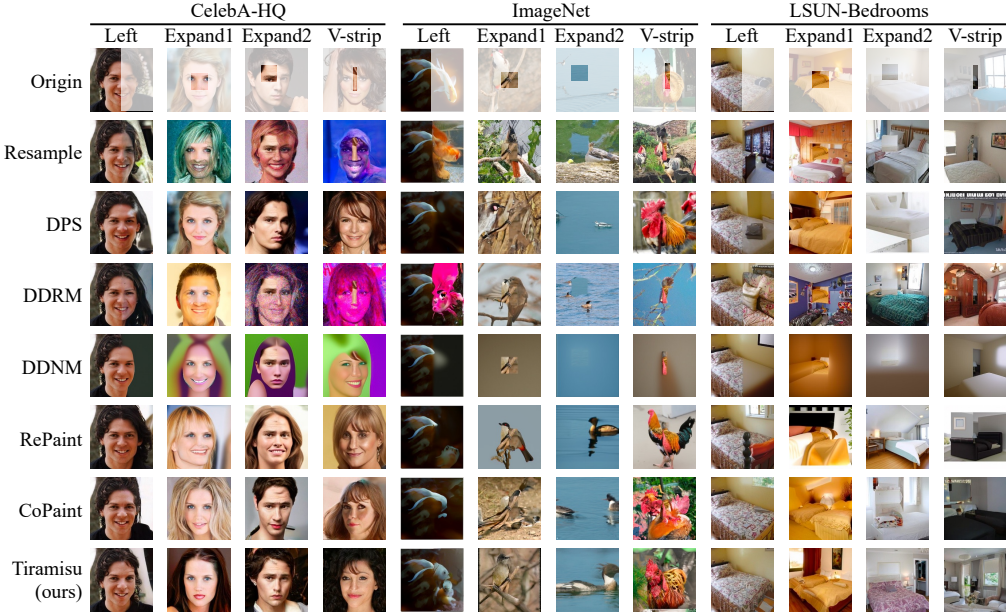 CelebA-HQ ImageNet LSUN-Bedrooms
Left Expand1 Expand2 V-strip Left Expand1 Expand2 V-strip Left Expand1 Expand2 V-strip
Origin
Resample
DPS
DDRM
DDNM
RePaint
CoPaint
Tiramisu
(ours)